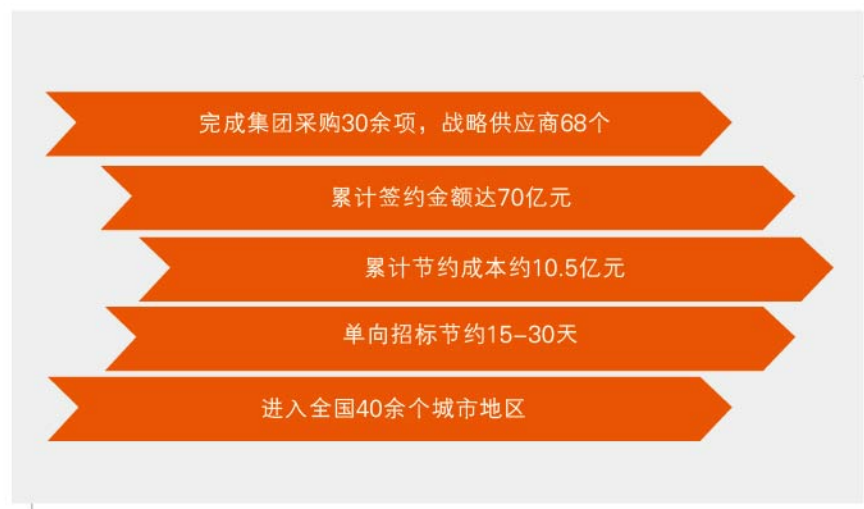 完成集团采购30余项，战略供应商68个
累计签约金额达70亿元
累计节约成本约10.5亿元
单向招标节约15-30天
进入全国40余个城市地区